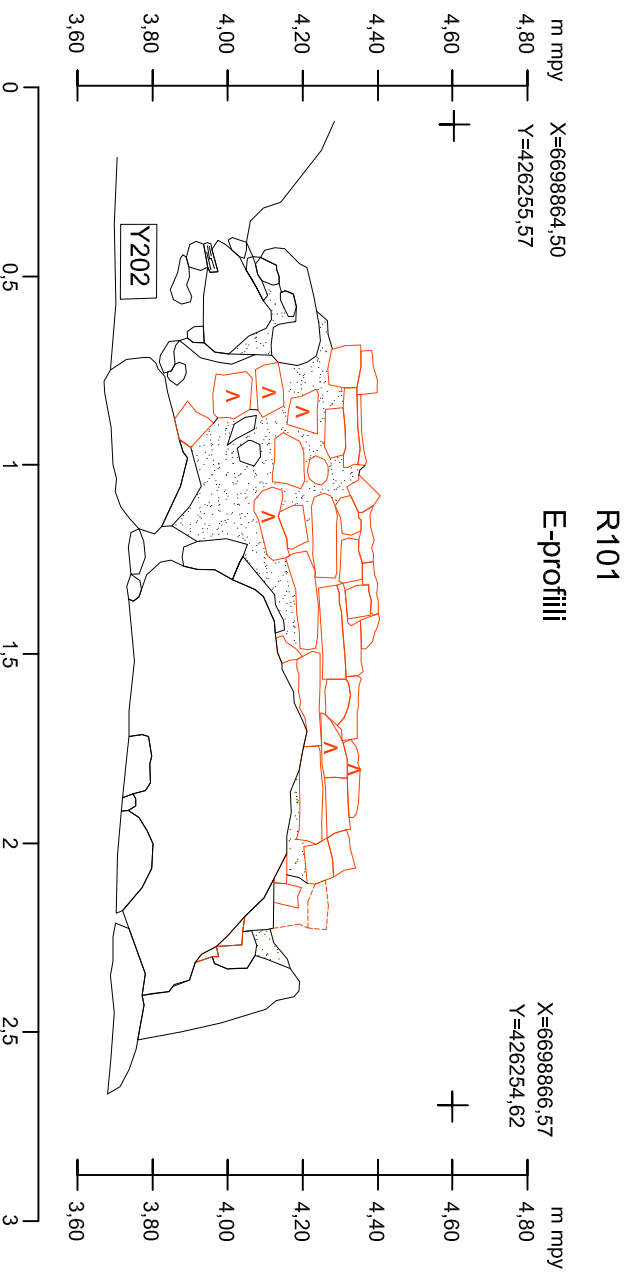 R101
E-profiili
X=6698864,50
Y=426255,57
X=6698866,57
Y=426254,62
m mpy
4,80
4,60
4,40
4,20
4,00
3,80
3,60
m mpy
4,80
4,60
4,40
4,20
4,00
3,80
3,60
V
V
V
V
V
V
Y202
0
0,5
1
1,5
2
2,5
3